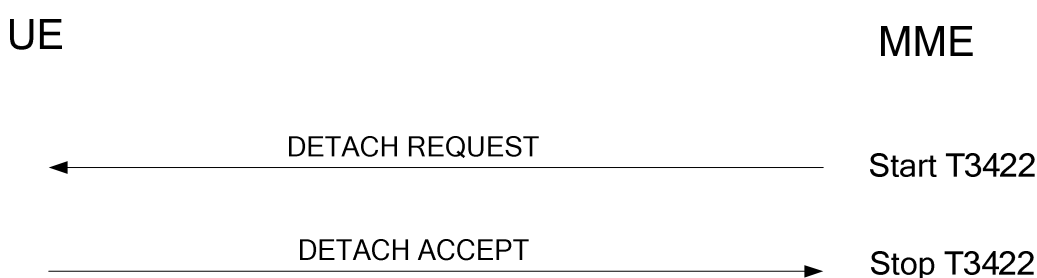 UE
MME
DETACH REQUEST
Start T3422
DETACH ACCEPT
Stop T3422